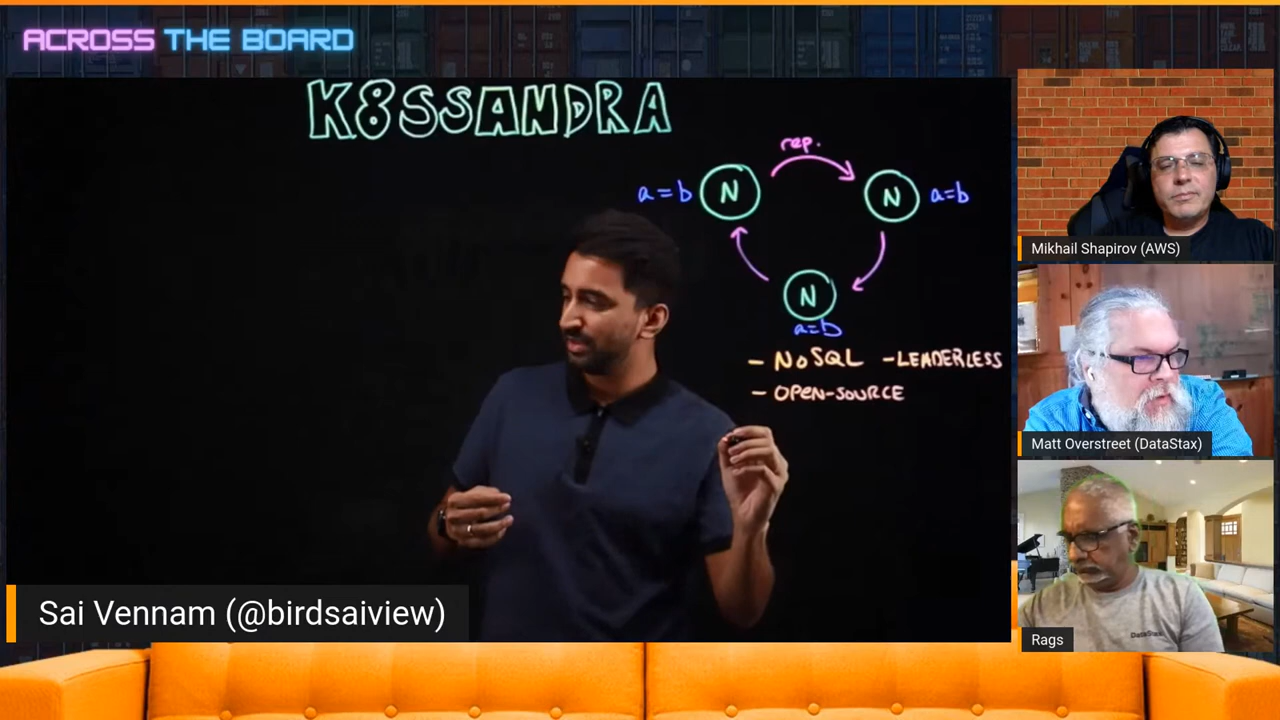 ACROSS THE BOARD
K8SSANDRA
rep.
a=b N N a=b
N
a=b
- NoSQL - LEADERLESS
- OPEN-SOURCE
Sai Vennam (@birdsaiview)
Mikhail Shapirov (AWS)
Matt Overstreet (DataStax)
DataStax
Rags